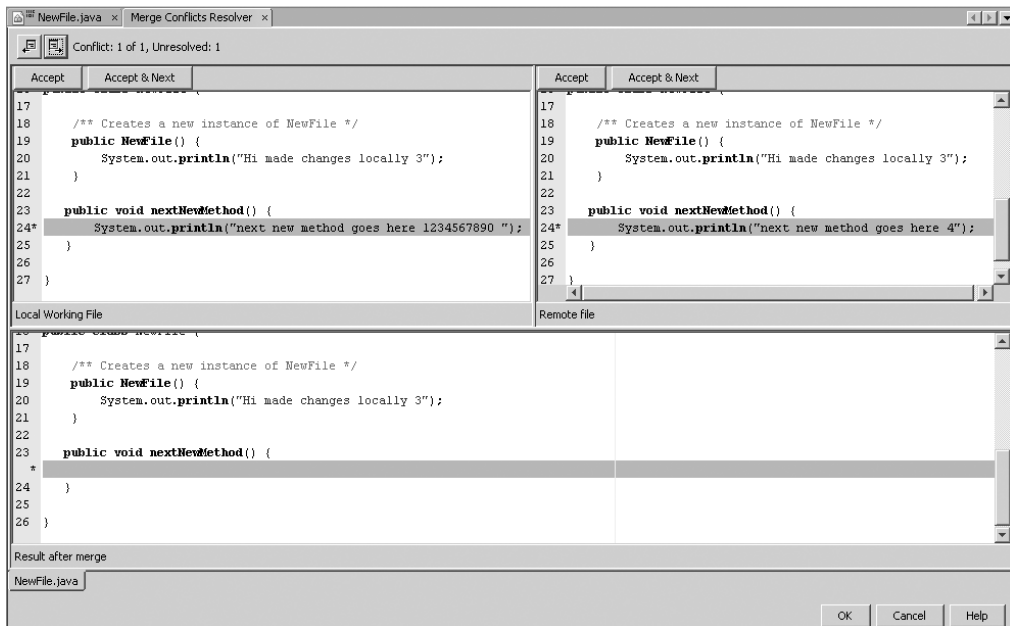 NewFile.java × Merge Conflicts Resolver ×
Conflict: 1 of 1, Unresolved: 1
Accept Accept & Next
17
18 /** Creates a new instance of NewFile */
19 public NewFile() {
20 System.out.println("Hi made changes locally 3");
21 }
22
23 public void nextNewMethod() {
24* System.out.println("next new method goes here 1234567890 ");
25 }
26
27 }
Local Working File
Accept Accept & Next
17
18 /** Creates a new instance of NewFile */
19 public NewFile() {
20 System.out.println("Hi made changes locally 3");
21 }
22
23 public void nextNewMethod() {
24* System.out.println("next new method goes here 4");
25 }
26
27 }
Remote file
16 public class NewFile {
17
18 /** Creates a new instance of NewFile */
19 public NewFile() {
20 System.out.println("Hi made changes locally 3");
21 }
22
23 public void nextNewMethod() {
*
24 }
25
26 }
Result after merge
NewFile.java
OK Cancel Help